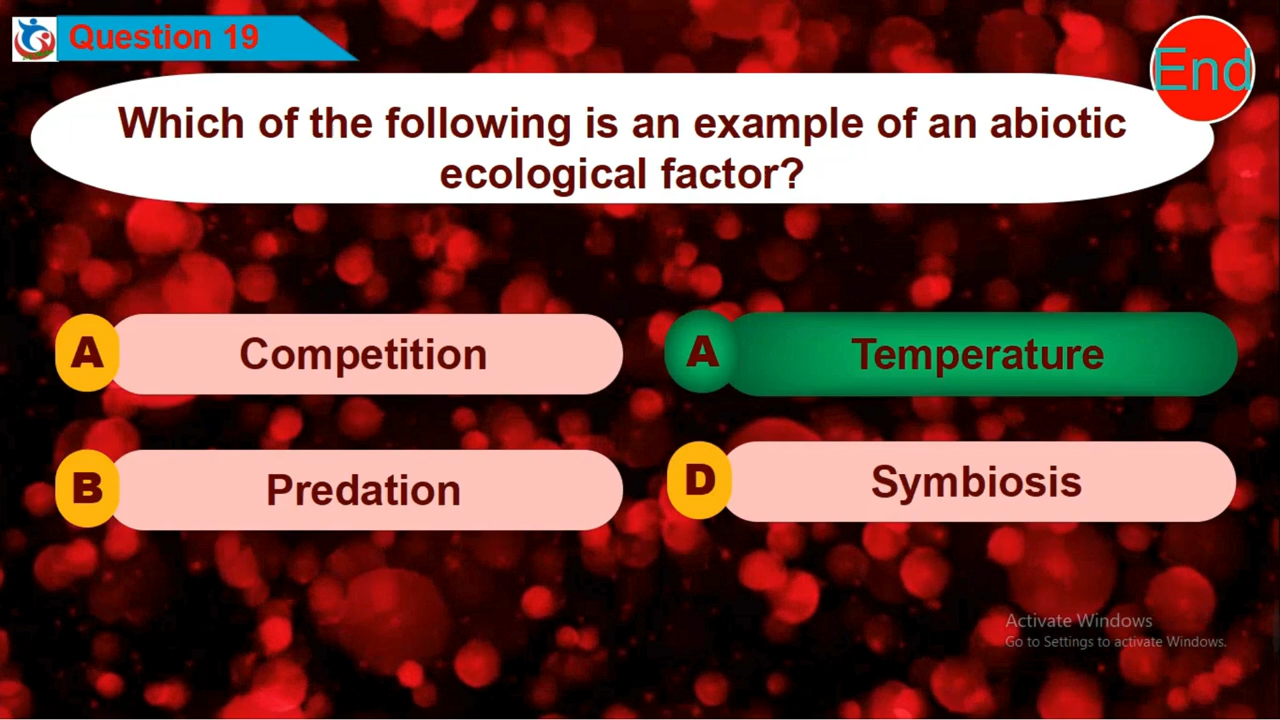 Question 19
End
Which of the following is an example of an abiotic
ecological factor?
A Competition
A Temperature
B Predation
D Symbiosis
Activate Windows
Go to Settings to activate Windows.